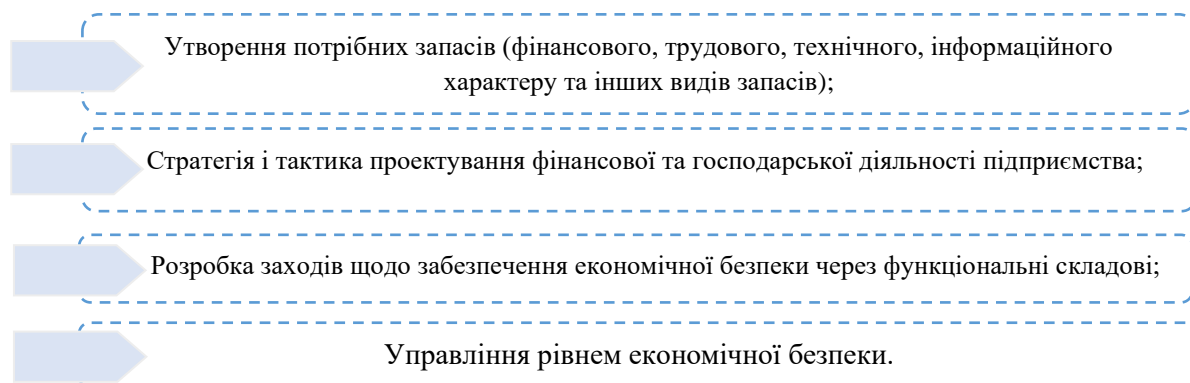 Утворення потрібних запасів (фінансового, трудового, технічного, інформаційного
характеру та інших видів запасів);
Стратегія і тактика проектування фінансової та господарської діяльності підприємства;
Розробка заходів щодо забезпечення економічної безпеки через функціональні складові;
Управління рівнем економічної безпеки.